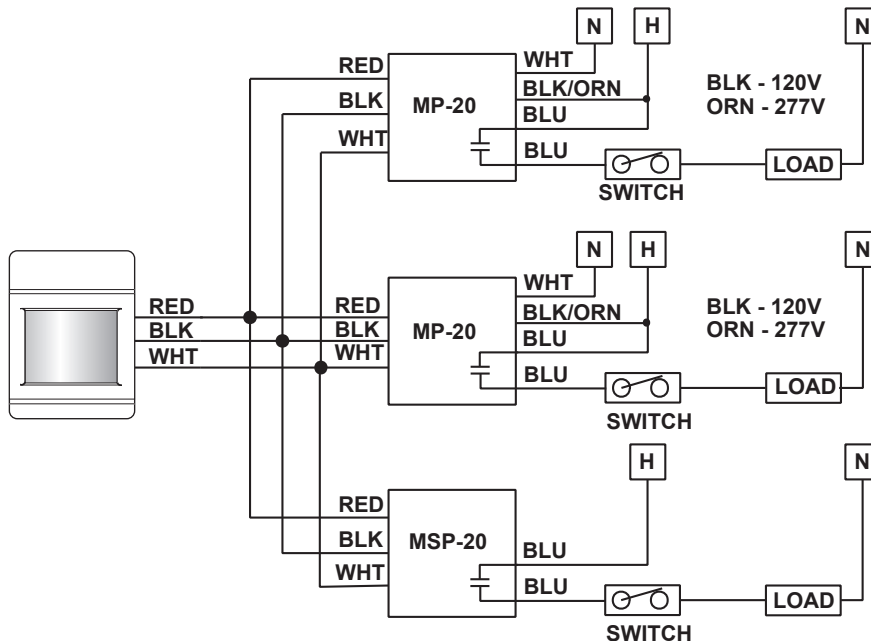 N H N
RED WHT
BLK/ORN BLK - 120V
BLK MP-20 BLU ORN - 277V
WHT BLU LOAD
SWITCH
N H N
WHT
RED RED BLK/ORN BLK - 120V
BLK BLK MP-20 BLU ORN - 277V
WHT WHT BLU LOAD
SWITCH
H N
RED
BLK MSP-20 BLU
WHT BLU LOAD
SWITCH